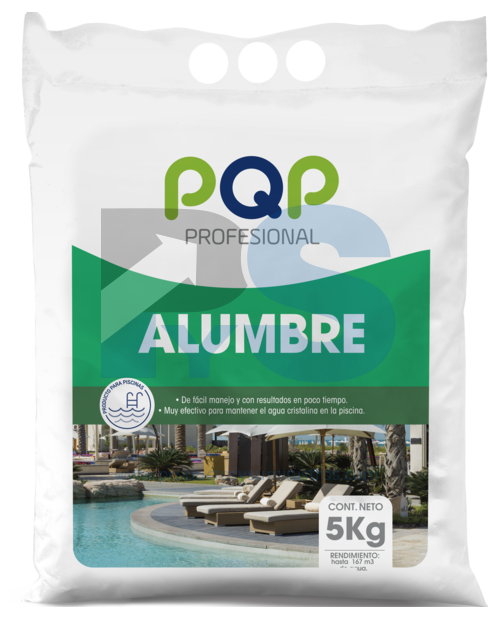 PQP
PROFESIONAL
ALUMBRE
PRODUCTO PARA PISCINAS
• De fácil manejo y con resultados en poco tiempo.
• Muy efectivo para mantener el agua cristalina en la piscina.
CONT. NETO
5Kg
RENDIMIENTO:
hasta 167 m3